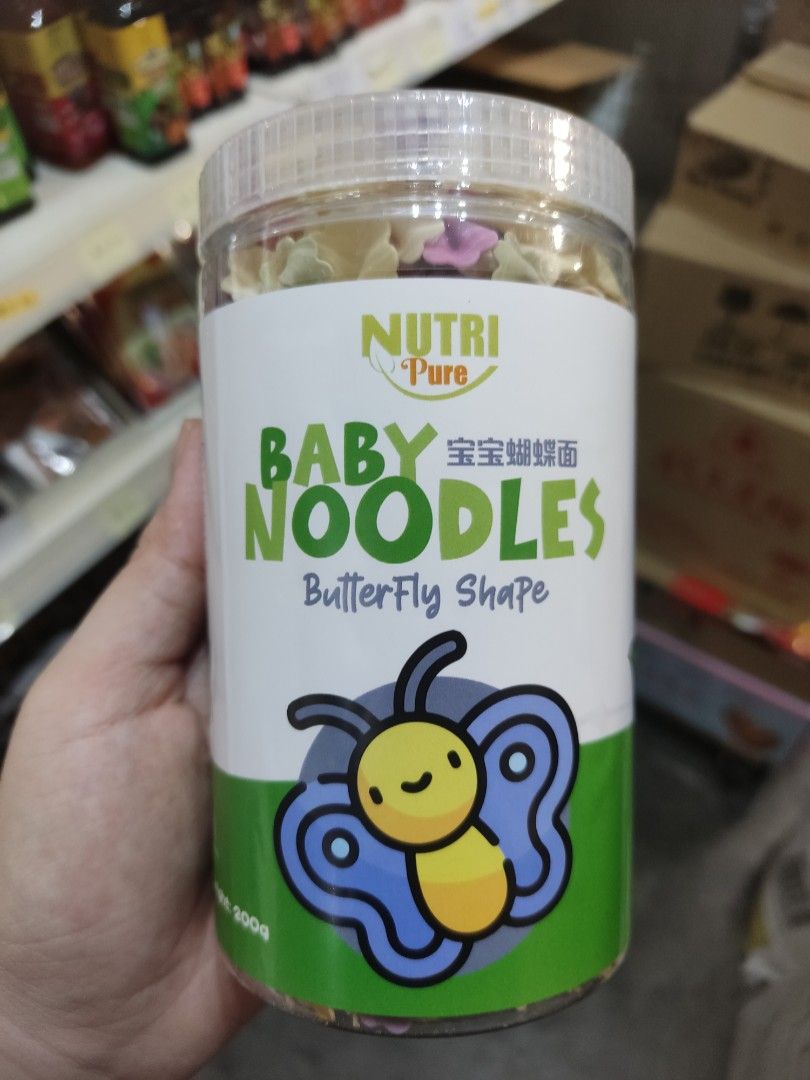 NUTRI
Pure
BABY 宝宝蝴蝶面
NOODLES
ButterFly Shape
200g